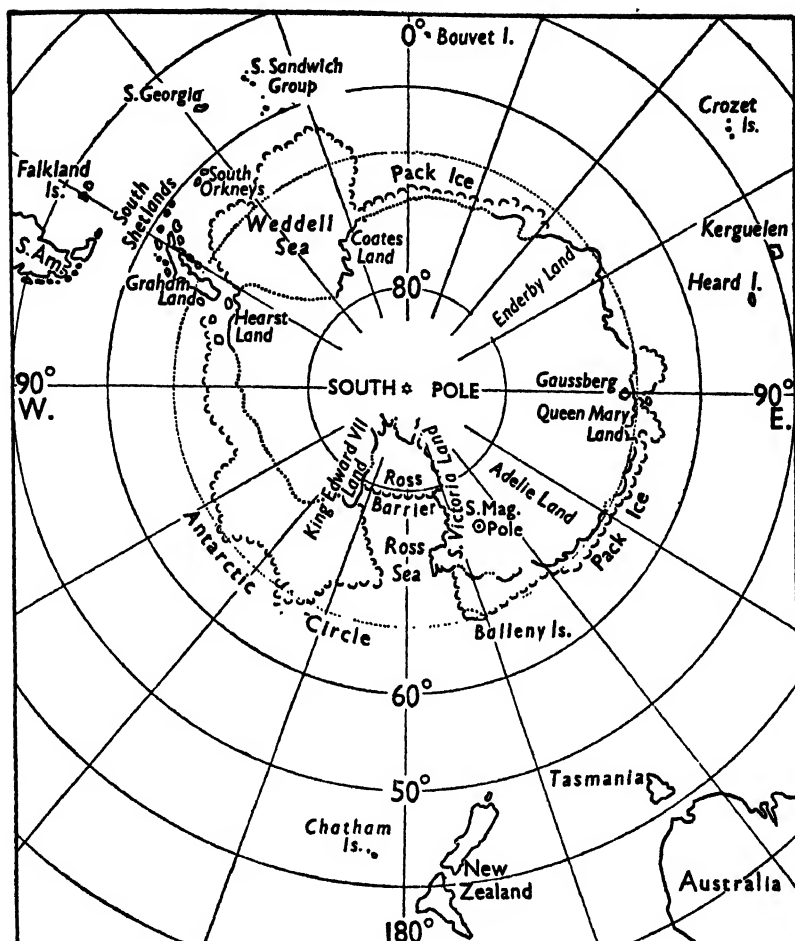 0° Bouvet I.
S. Sandwich
Group
S. Georgia
Crozet
Is.
Falkland
Is.
South
Shetlands
South
Orkneys
Pack Ice
S. Am.
Weddell
Sea
Coates
Land
Kerguelen
Heard I.
Graham
Land
Hearst
Land
80°
Enderby Land
90°
W.
SOUTH POLE
Gaussberg
90°
E.
Queen Mary
Land
King Edward VII
Land
Ross
Barrier
S. Victoria Land
S. Mag.
Pole
Adelie Land
Pack Ice
Ross
Sea
Antarctic
Circle
Balleny Is.
60°
50°
Tasmania
Chatham
Is.
New
Zealand
Australia
180°